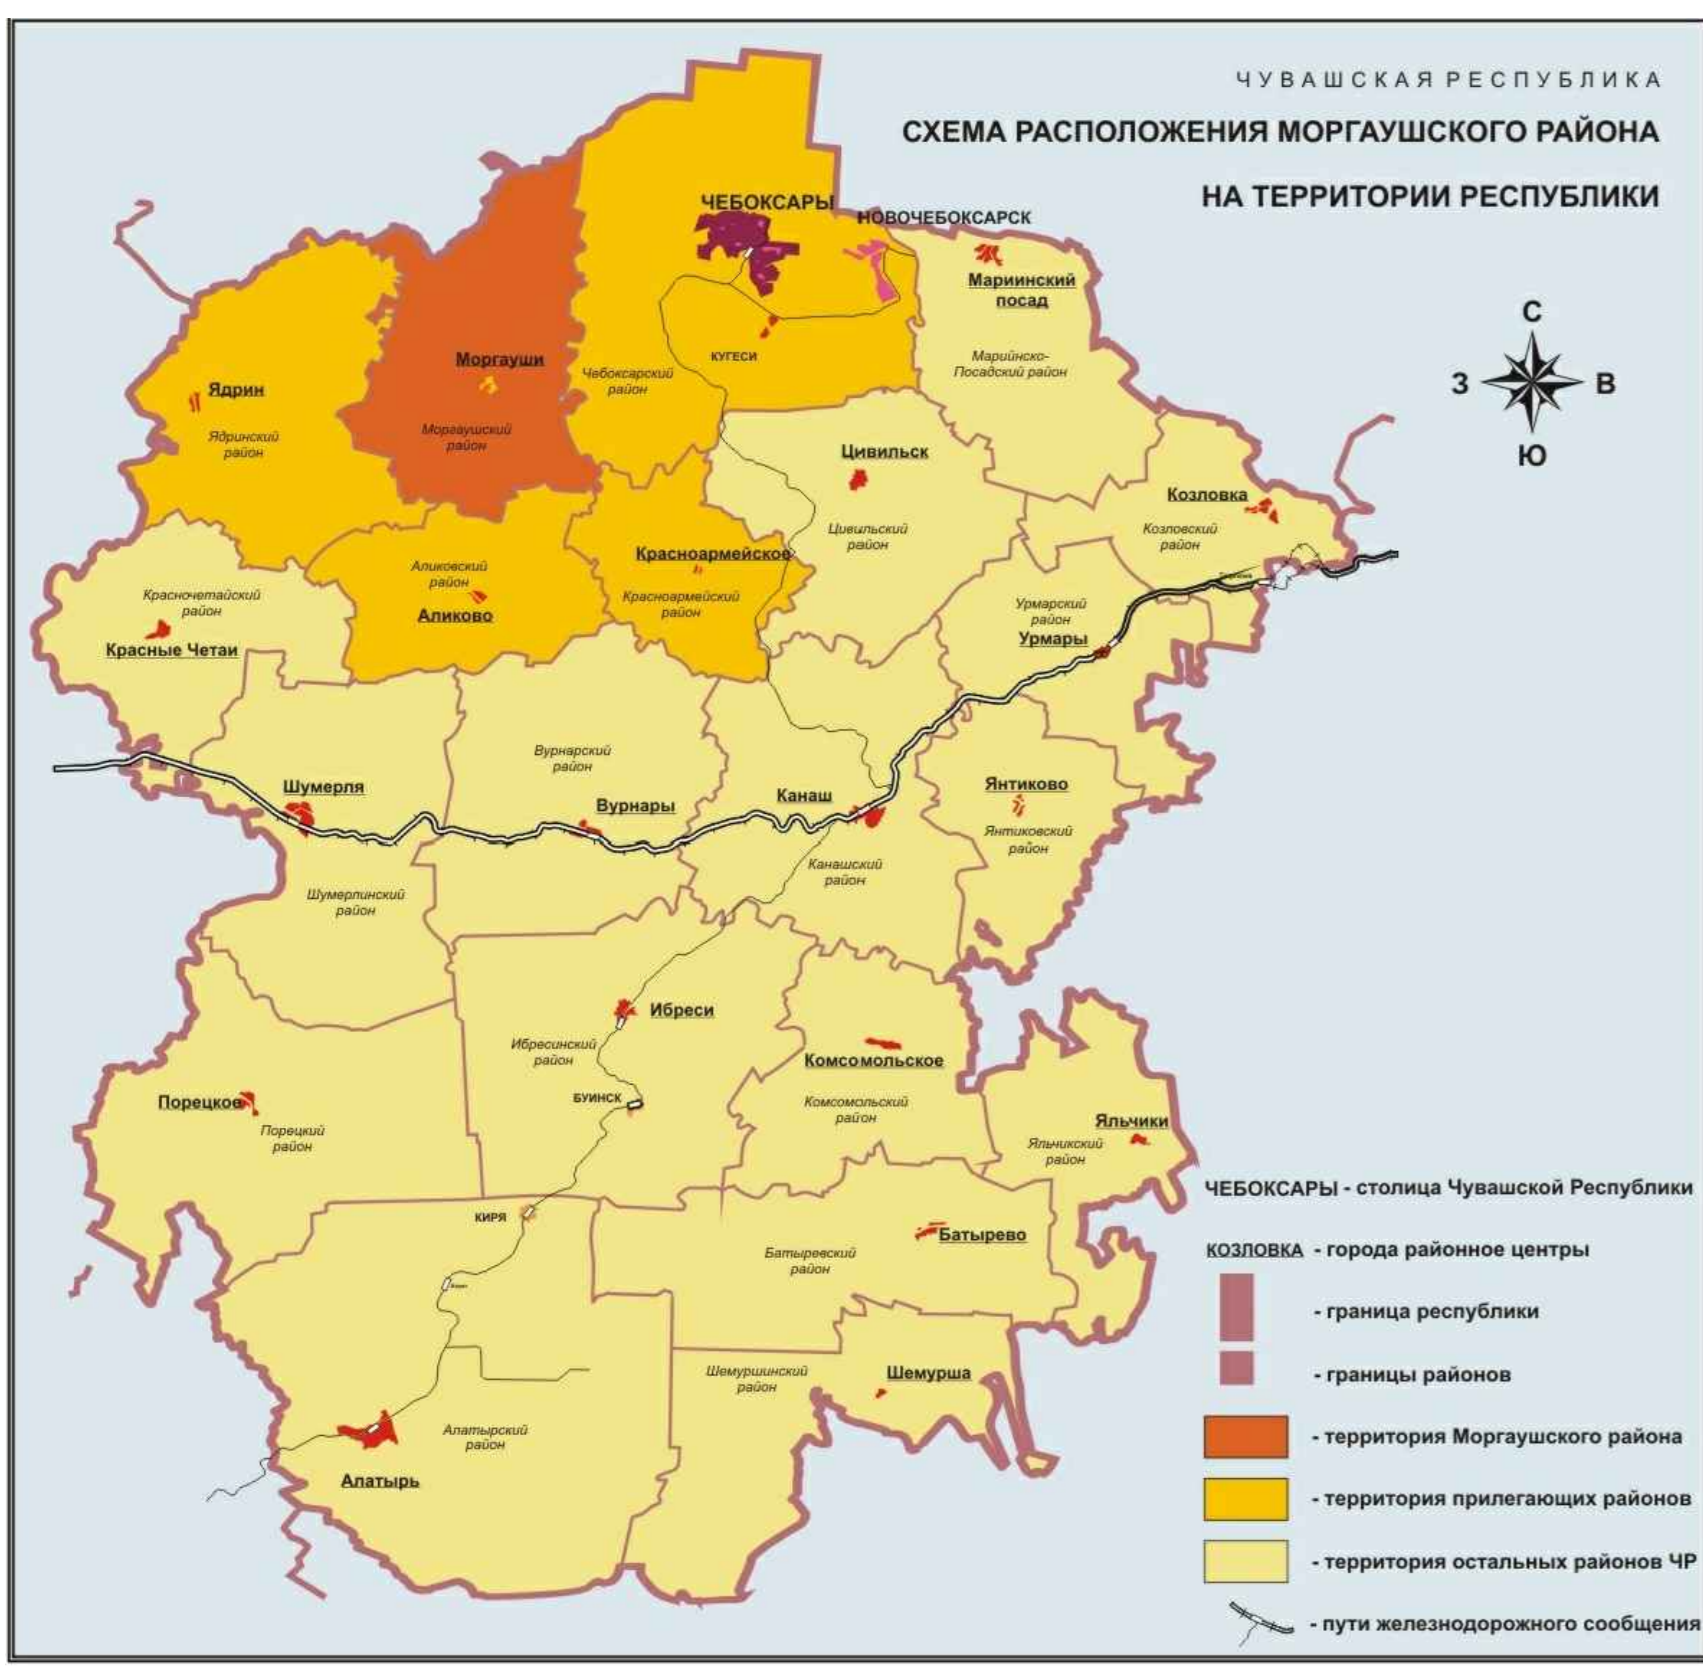 ЧУВАШСКАЯ РЕСПУБЛИКА
СХЕМА РАСПОЛОЖЕНИЯ МОРГАУШСКОГО РАЙОНА
НА ТЕРРИТОРИИ РЕСПУБЛИКИ
ЧЕБОКСАРЫ
НОВОЧЕБОКСАРСК
Мариинский
посад
С
З
В
Ю
Моргауши
КУГЕСИ
Марийнско-
Посадский район
Чебоксарский
район
Ядрин
Ядринский
район
Моргаушский
район
Цивильск
Козловка
Цивильский
район
Козловский
район
Красноармейское
Аликовский
район
Аликово
Красноармейский
район
Красночетайский
район
Красные Четаи
Урмарский
район
Урмары
Вурнарский
район
Шумерля
Вурнары
Канаш
Янтиково
Янтиковский
район
Канашский
район
Шумерлинский
район
Ибреси
Ибресинский
район
Комсомольское
Комсомольский
район
БУИНСК
Порецкое
Порецкий
район
Яльчики
Яльчикский
район
КИРЯ
Батырево
Батыревский
район
Шемуршинский
район
Шемурша
Алатырский
район
Алатырь
ЧЕБОКСАРЫ - столица Чувашской Республики
КОЗЛОВКА - города районное центры
- граница республики
- границы районов
- территория Моргаушского района
- территория прилегающих районов
- территория остальных районов ЧР
- пути железнодорожного сообщения